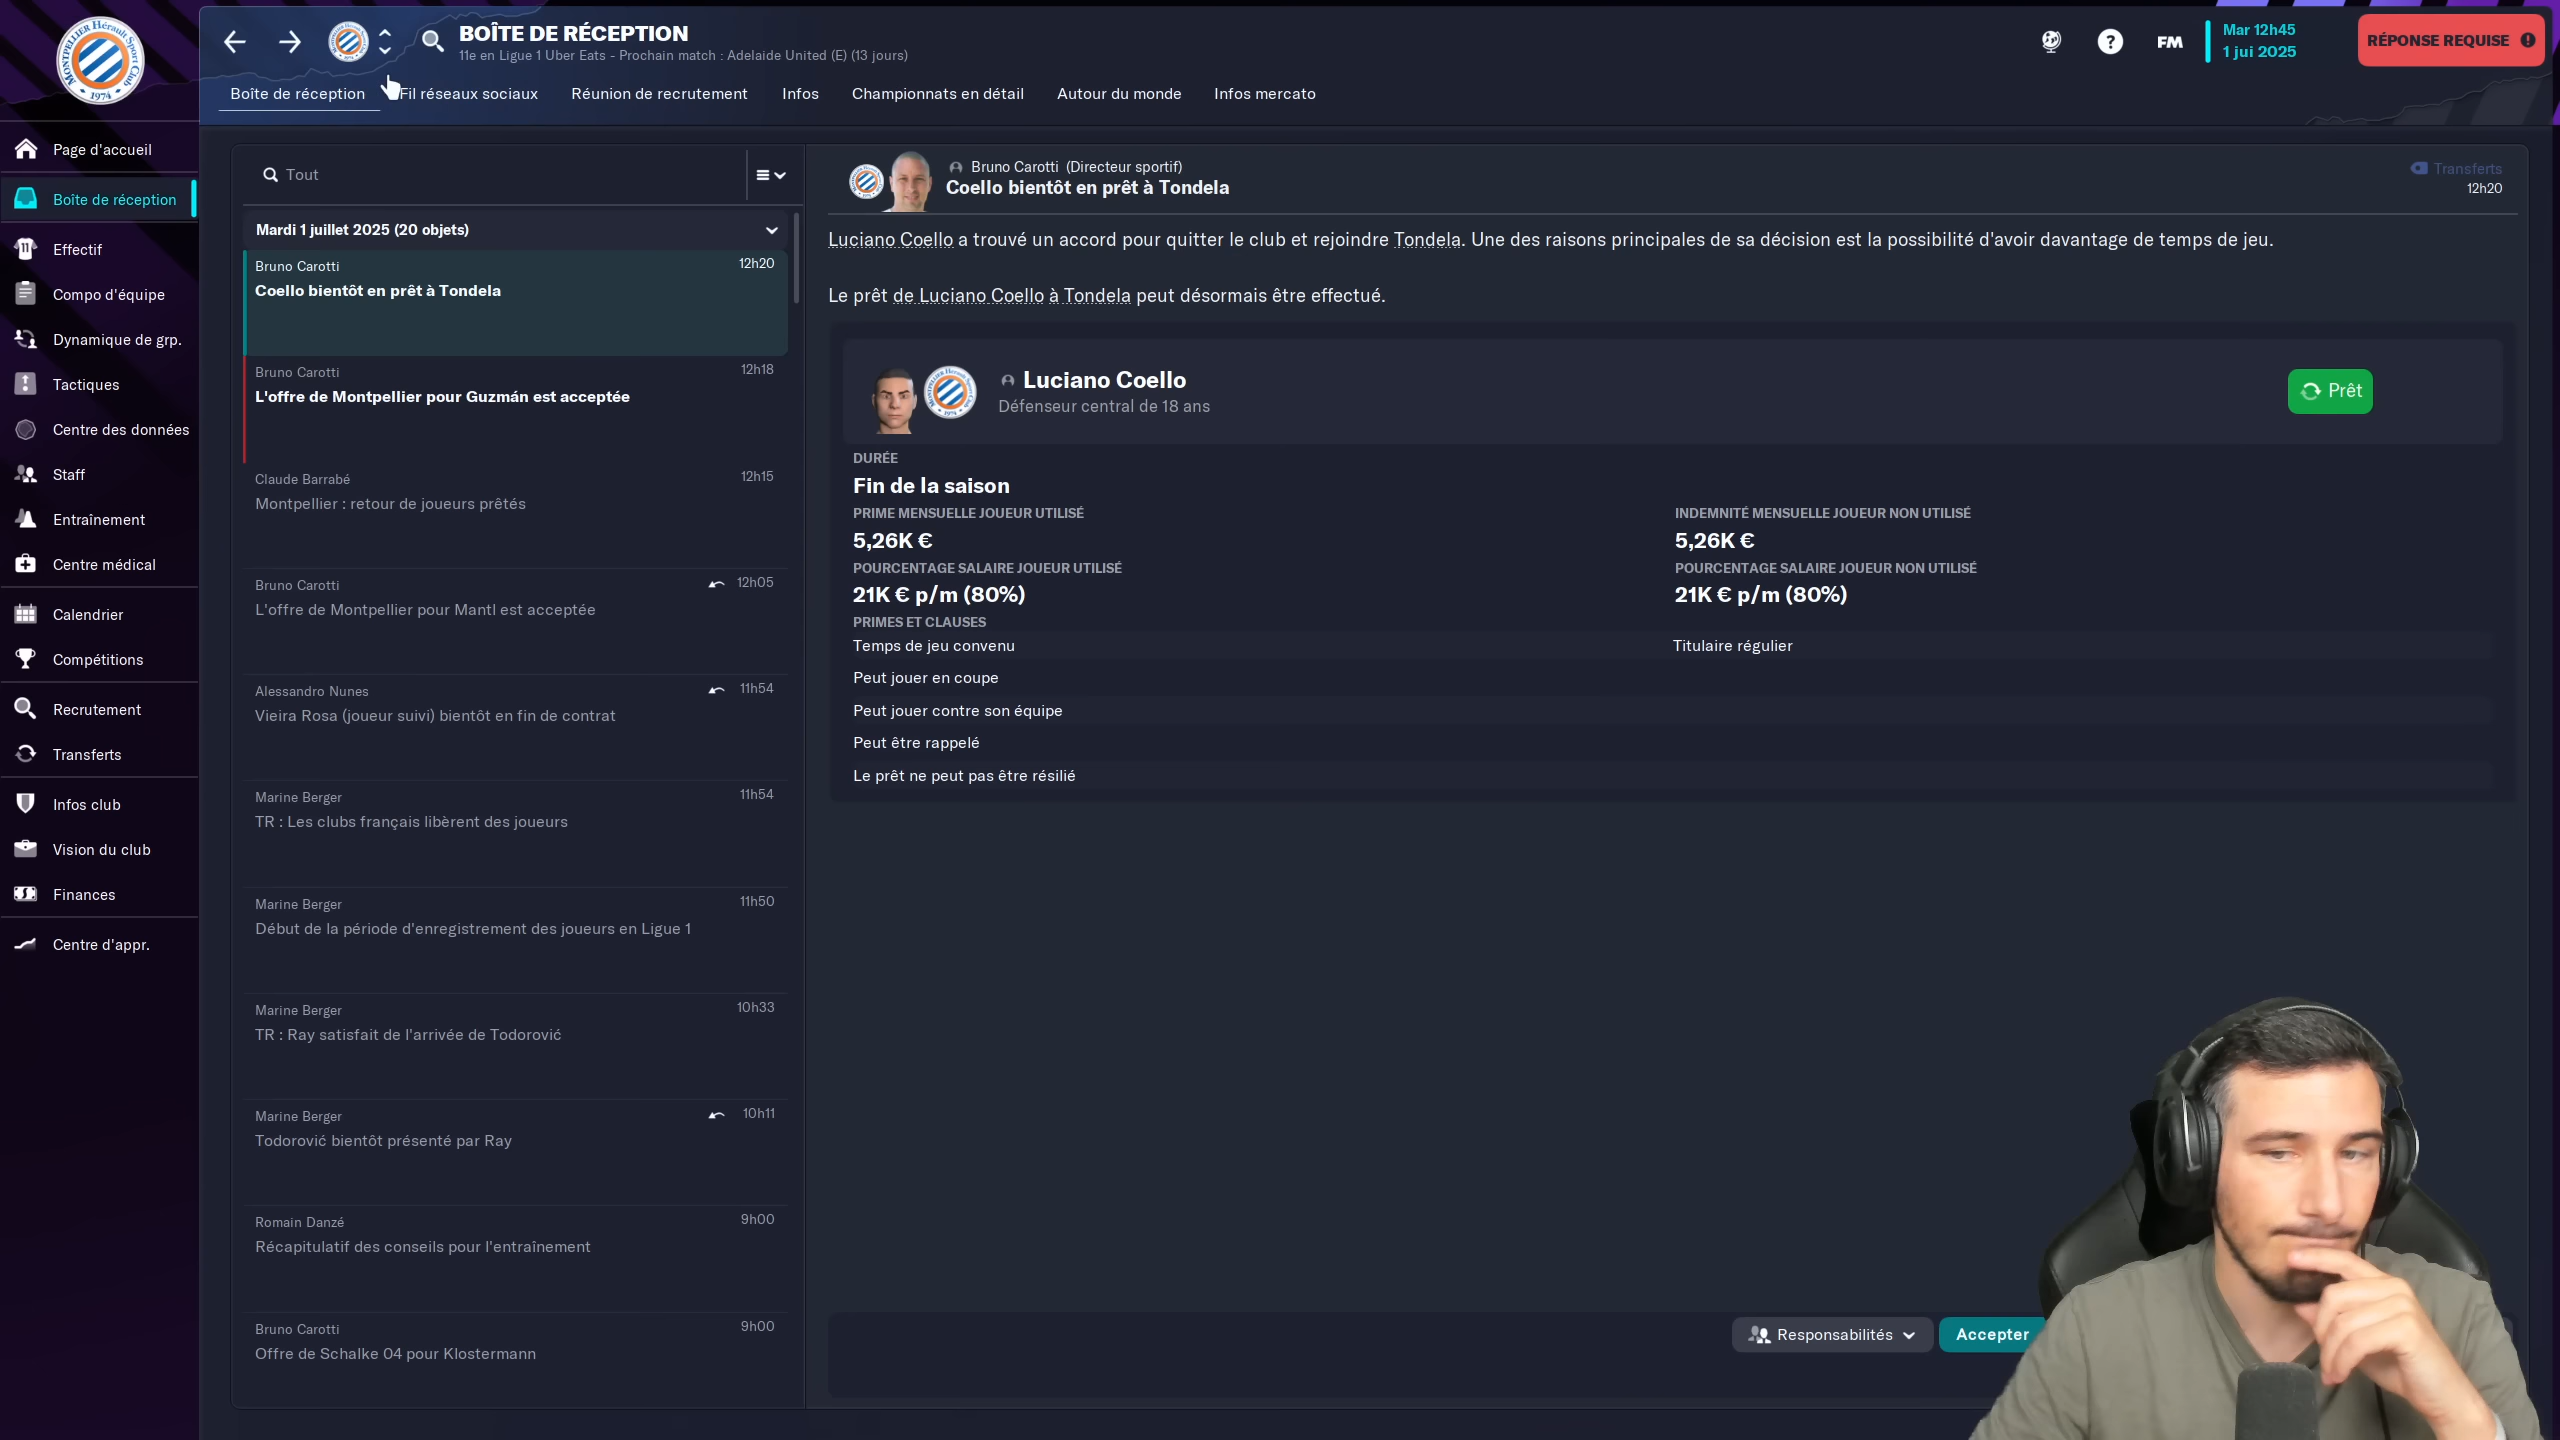 MONTPELLIER Hérault Sport Club
1974
BOÎTE DE RÉCEPTION
11e en Ligue 1 Uber Eats - Prochain match : Adelaide United (E) (13 jours)
?
FM
Mar 12h45
1 jui 2025
RÉPONSE REQUISE
Boîte de réception
Fil réseaux sociaux
Réunion de recrutement
Infos
Championnats en détail
Autour du monde
Infos mercato
Page d'accueil
Boîte de réception
Effectif
Compo d'équipe
Dynamique de grp.
Tactiques
Centre des données
Staff
Entraînement
Centre médical
Calendrier
Compétitions
Recrutement
Transferts
Infos club
Vision du club
Finances
Centre d'appr.
Tout
Mardi 1 juillet 2025 (20 objets)
Bruno Carotti
12h20
Coello bientôt en prêt à Tondela
Bruno Carotti
12h18
L'offre de Montpellier pour Guzmán est acceptée
Claude Barrabé
12h15
Montpellier : retour de joueurs prêtés
Bruno Carotti
12h05
L'offre de Montpellier pour Mantl est acceptée
Alessandro Nunes
11h54
Vieira Rosa (joueur suivi) bientôt en fin de contrat
Marine Berger
11h54
TR : Les clubs français libèrent des joueurs
Marine Berger
11h50
Début de la période d'enregistrement des joueurs en Ligue 1
Marine Berger
10h33
TR : Ray satisfait de l'arrivée de Todorović
Marine Berger
10h11
Todorović bientôt présenté par Ray
Romain Danzé
9h00
Récapitulatif des conseils pour l'entraînement
Bruno Carotti
9h00
Offre de Schalke 04 pour Klostermann
Bruno Carotti (Directeur sportif)
Coello bientôt en prêt à Tondela
Transferts
12h20
Luciano Coello a trouvé un accord pour quitter le club et rejoindre Tondela. Une des raisons principales de sa décision est la possibilité d'avoir davantage de temps de jeu.
Le prêt de Luciano Coello à Tondela peut désormais être effectué.
Luciano Coello
Défenseur central de 18 ans
Prêt
DURÉE
Fin de la saison
PRIME MENSUELLE JOUEUR UTILISÉ
INDEMNITÉ MENSUELLE JOUEUR NON UTILISÉ
5,26K €
5,26K €
POURCENTAGE SALAIRE JOUEUR UTILISÉ
POURCENTAGE SALAIRE JOUEUR NON UTILISÉ
21K € p/m (80%)
21K € p/m (80%)
PRIMES ET CLAUSES
Temps de jeu convenu
Titulaire régulier
Peut jouer en coupe
Peut jouer contre son équipe
Peut être rappelé
Le prêt ne peut pas être résilié
Responsabilités
Accepter